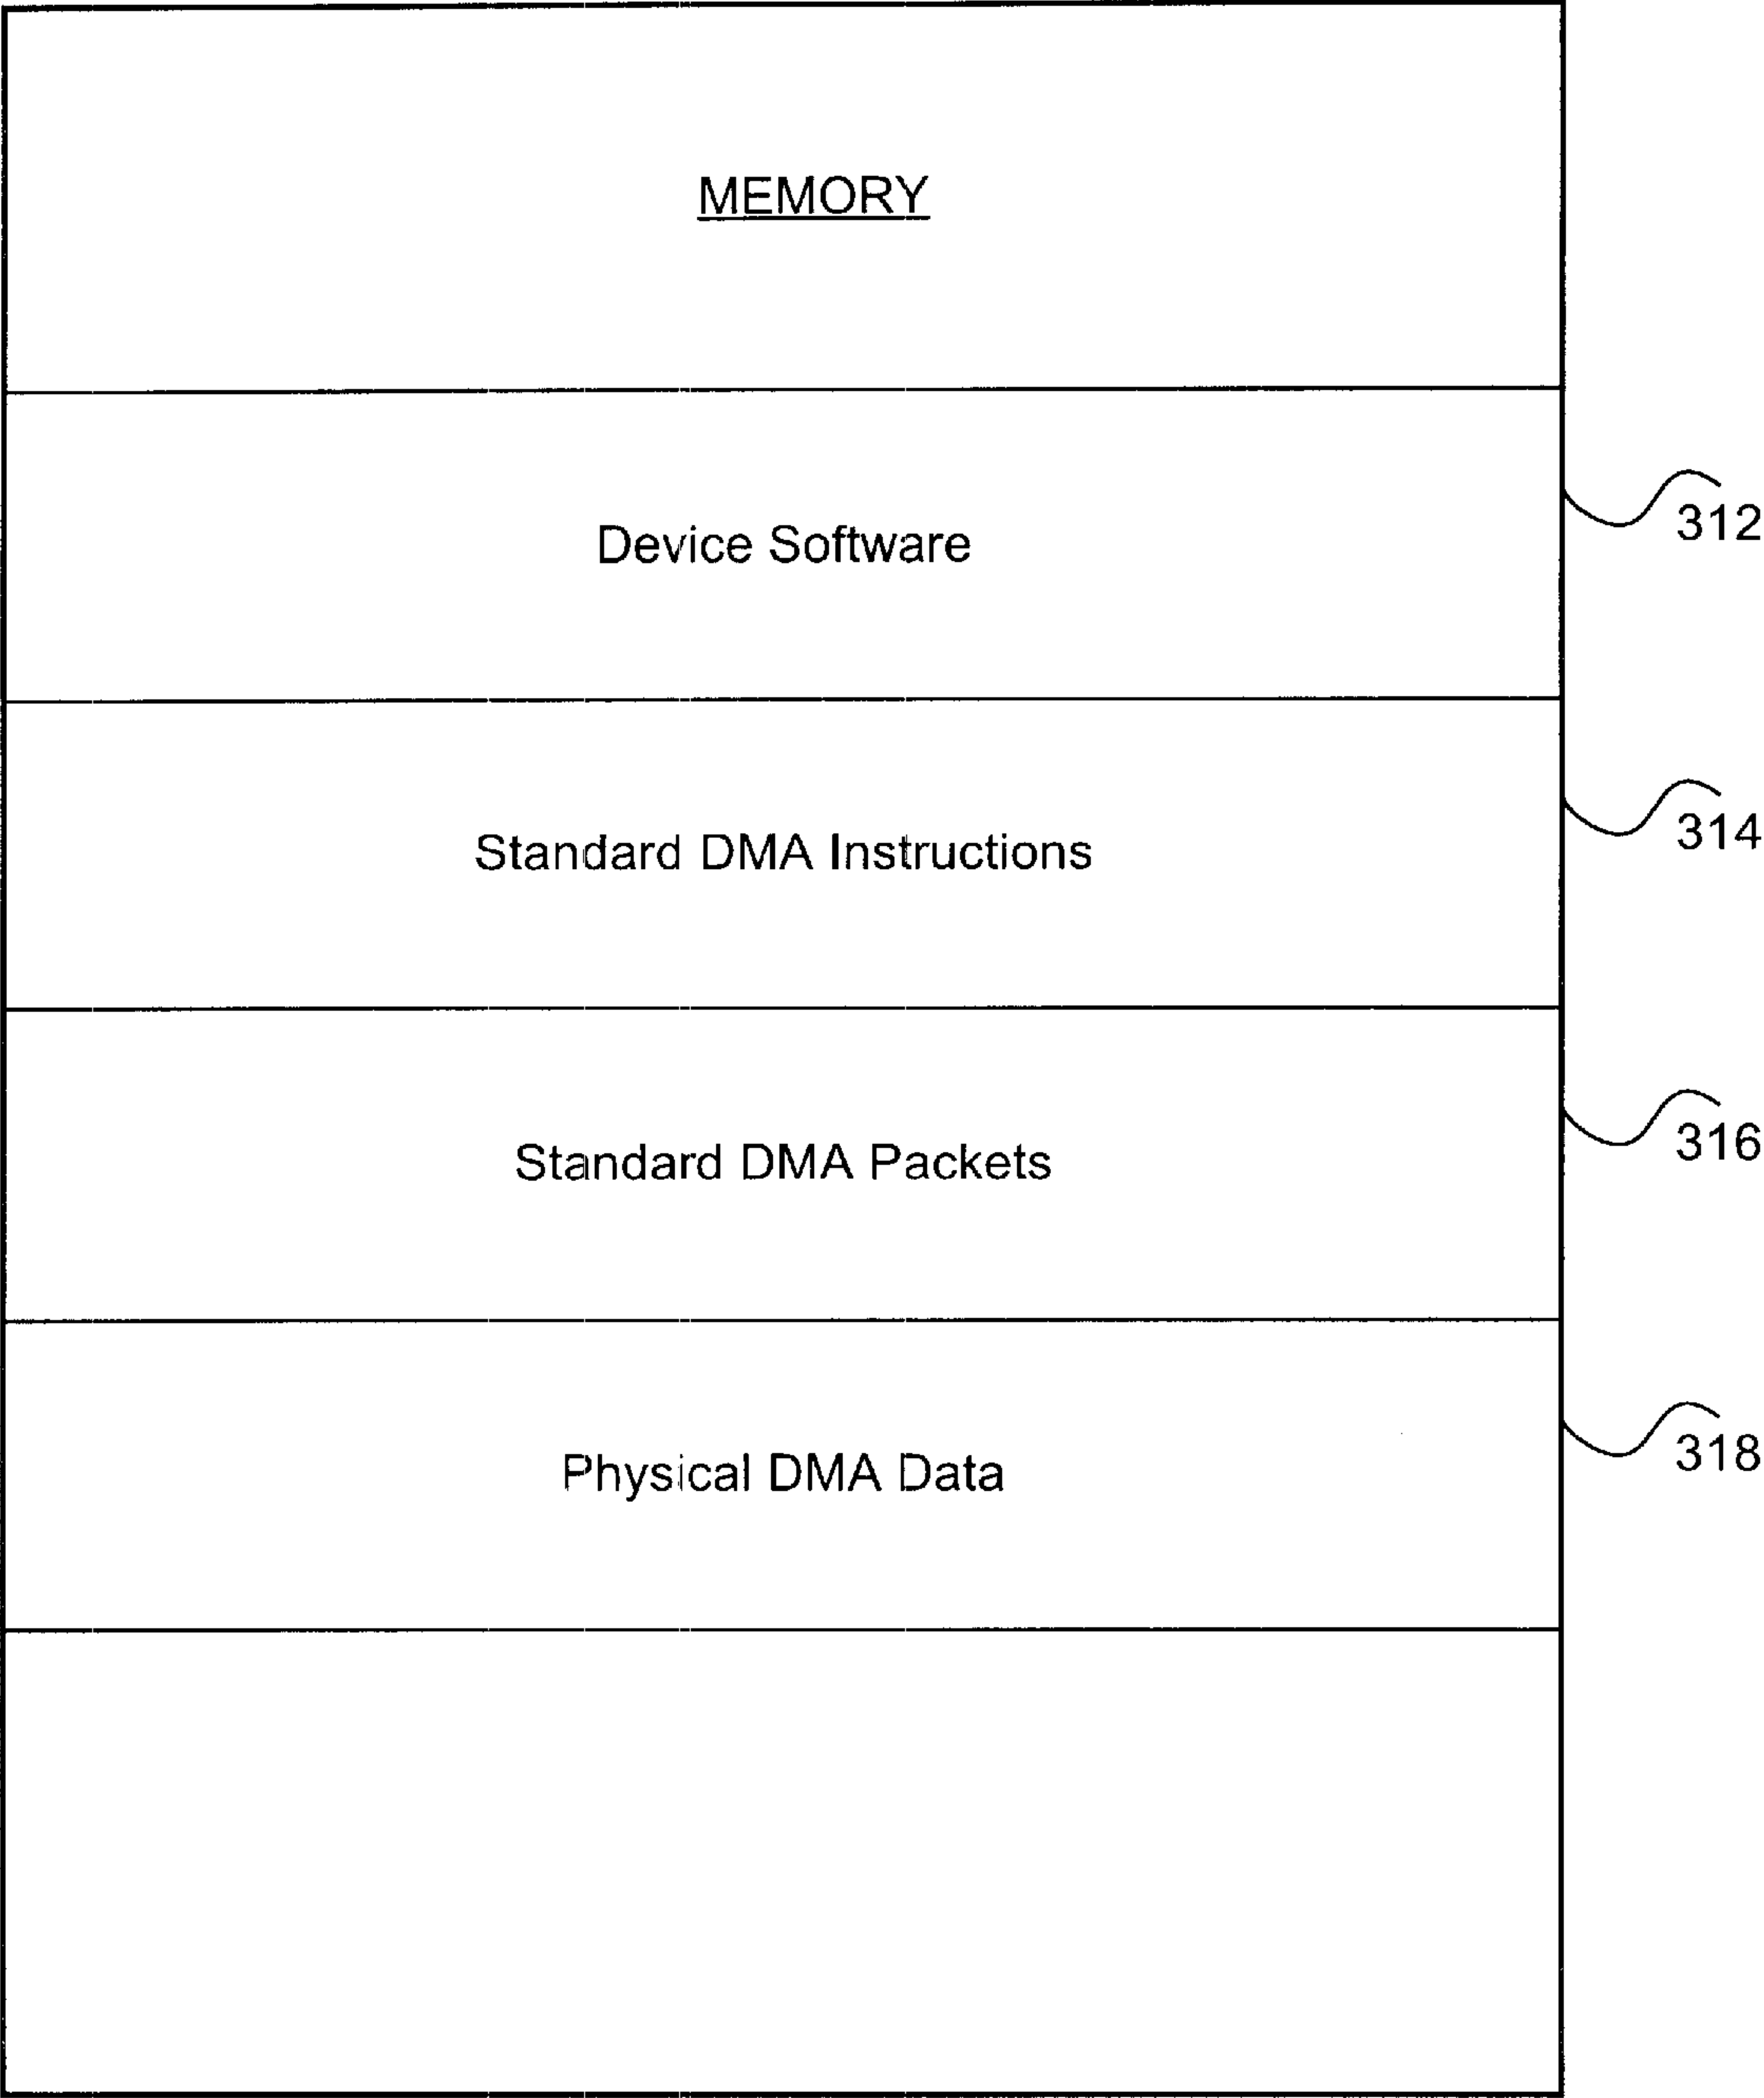 MEMORY
Device Software
312
Standard DMA Instructions
314
Standard DMA Packets
316
Physical DMA Data
318